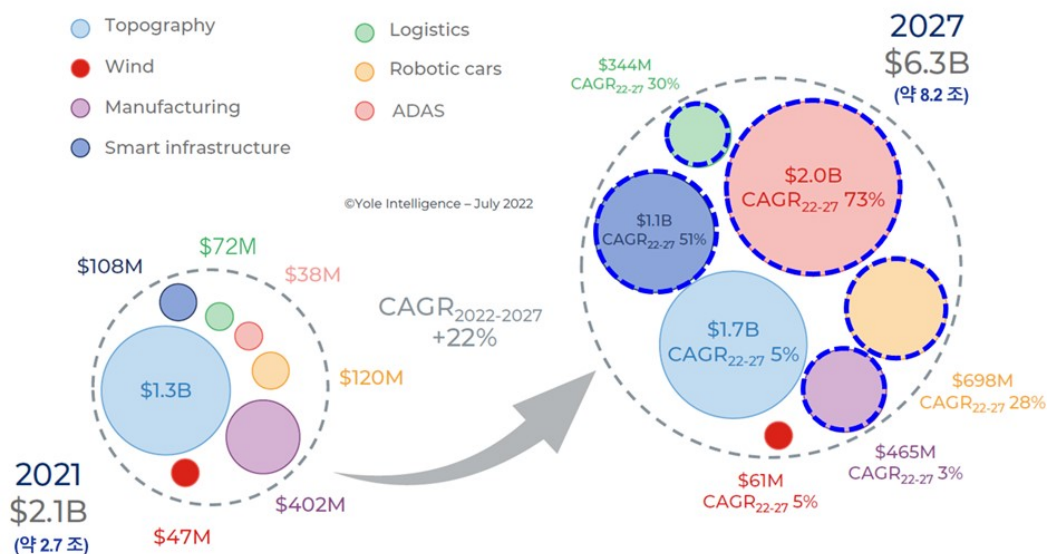 Topography
Wind
Manufacturing
Smart infrastructure
Logistics
Robotic cars
ADAS
©Yole Intelligence – July 2022
2021
$2.1B
(약 2.7 조)
$108M
$72M
$38M
$1.3B
$120M
$402M
$47M
CAGR2022-2027
+22%
2027
$6.3B
(약 8.2 조)
$344M
CAGR22-27 30%
$2.0B
CAGR22-27 73%
$1.1B
CAGR22-27 51%
$1.7B
CAGR22-27 5%
$698M
CAGR22-27 28%
$465M
CAGR22-27 3%
$61M
CAGR22-27 5%